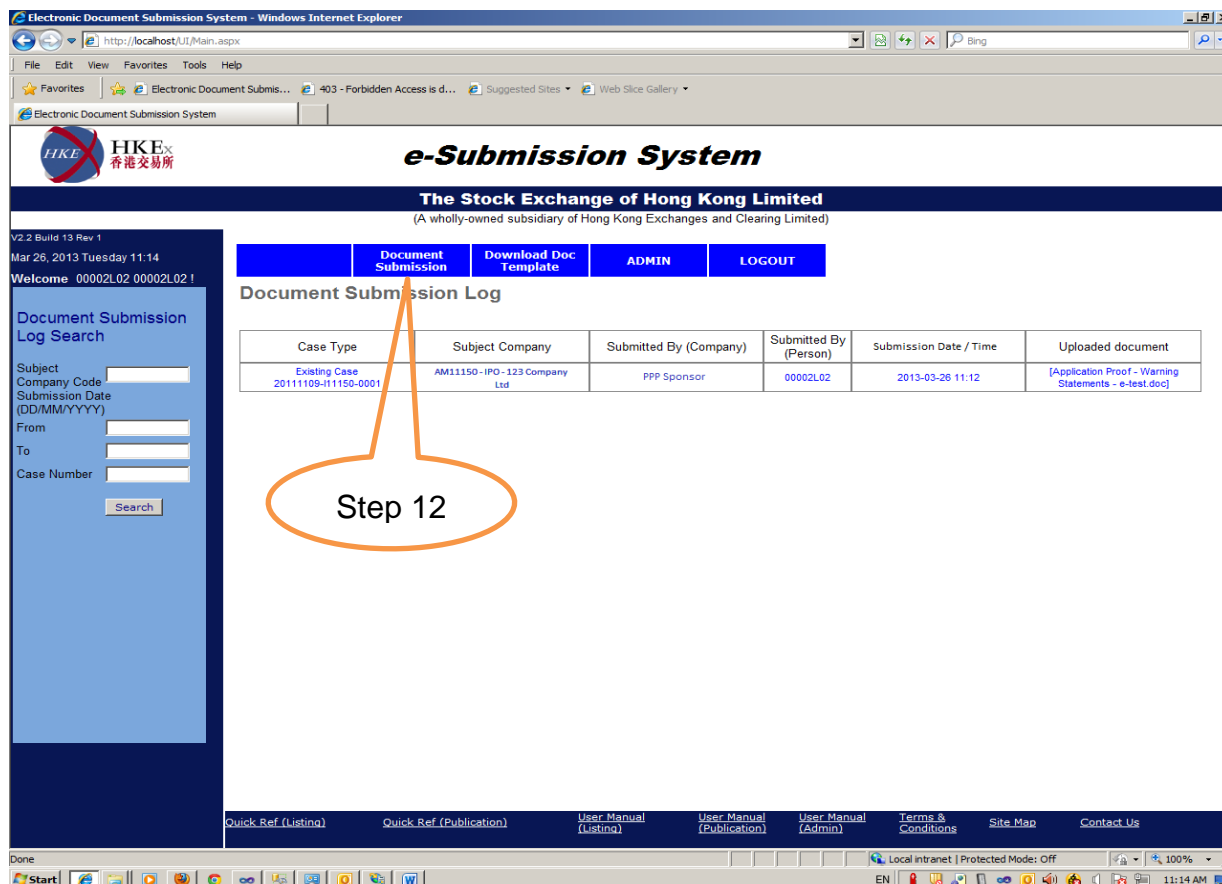 Electronic Document Submission System - Windows Internet Explorer
http://localhost/UI/Main.aspx
Bing
File Edit View Favorites Tools Help
Favorites Electronic Document Submis... 403 - Forbidden Access is d... Suggested Sites Web Slice Gallery
Electronic Document Submission System
HKE
HKEx
香港交易所
e-Submission System
The Stock Exchange of Hong Kong Limited
(A wholly-owned subsidiary of Hong Kong Exchanges and Clearing Limited)
V2.2 Build 13 Rev 1
Mar 26, 2013 Tuesday 11:14
Welcome 00002L02 00002L02 !
Document Submission
Download Doc Template
ADMIN
LOGOUT
Document Submission Log Search
Subject Company Code
Submission Date (DD/MM/YYYY)
From
To
Case Number
Search
Document Submission Log
Case Type Subject Company Submitted By (Company) Submitted By (Person) Submission Date / Time Uploaded document
Existing Case 20111109-I11150-0001 AM11150 - IPO - 123 Company Ltd PPP Sponsor 00002L02 2013-03-26 11:12 [Application Proof - Warning Statements - e-test.doc]
Step 12
Quick Ref (Listing) Quick Ref (Publication) User Manual (Listing) User Manual (Publication) User Manual (Admin) Terms & Conditions Site Map Contact Us
Done Local intranet | Protected Mode: Off 100%
Start EN 11:14 AM